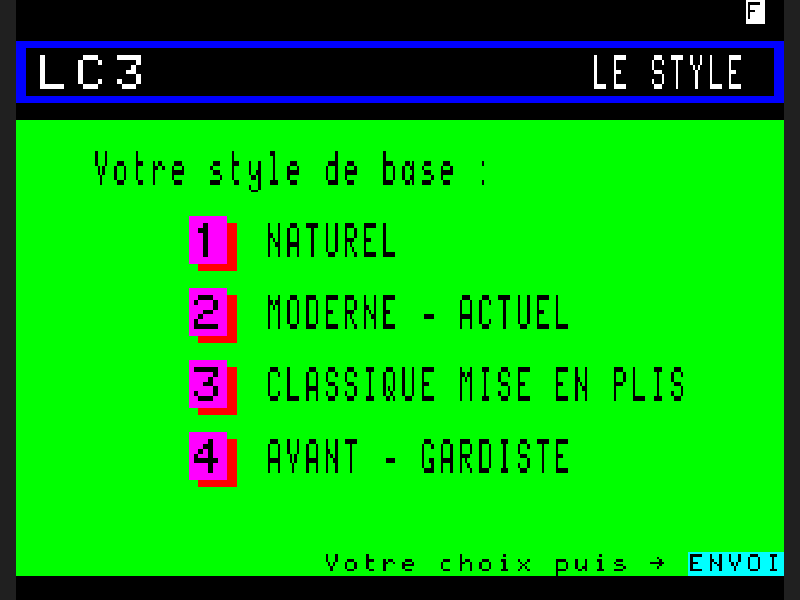 F
LC3 LE STYLE
Votre style de base :
1 NATUREL
2 MODERNE - ACTUEL
3 CLASSIQUE MISE EN PLIS
4 AVANT - GARDISTE
Votre choix puis → ENVOI